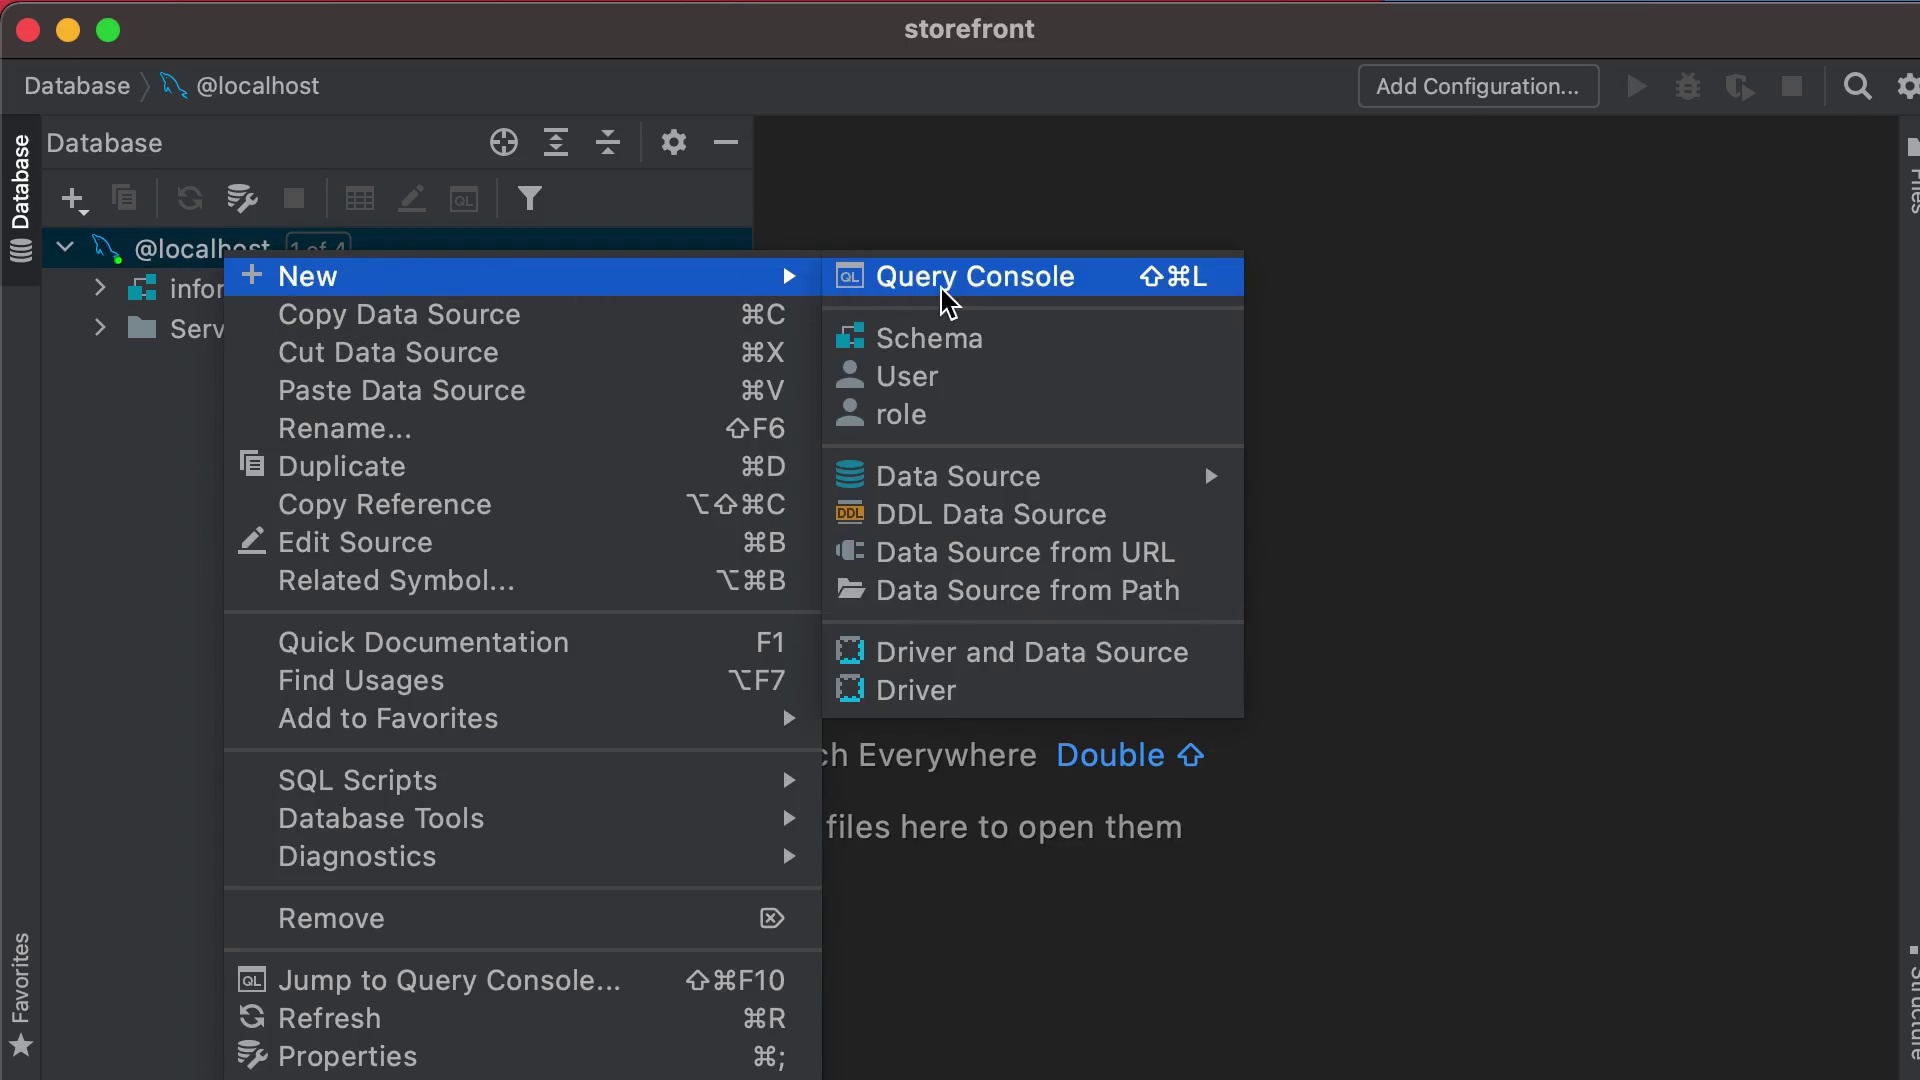 storefront
Database @localhost
Add Configuration...
Database
Database
@localhost 1 of 4
infor
Serv
New
Copy Data Source ⌘C
Cut Data Source ⌘X
Paste Data Source ⌘V
Rename... ⇧F6
Duplicate ⌘D
Copy Reference ⌥⇧⌘C
Edit Source ⌘B
Related Symbol... ⌥⌘B
Quick Documentation F1
Find Usages ⌥F7
Add to Favorites
SQL Scripts
Database Tools
Diagnostics
Remove ⌦
QL Jump to Query Console... ⇧⌘F10
Refresh ⌘R
Properties ⌘;
QL Query Console ⇧⌘L
Schema
User
role
Data Source
DDL DDL Data Source
Data Source from URL
Data Source from Path
Driver and Data Source
Driver
ch Everywhere Double ⇧
files here to open them
Favorites
Files
Structure
QL